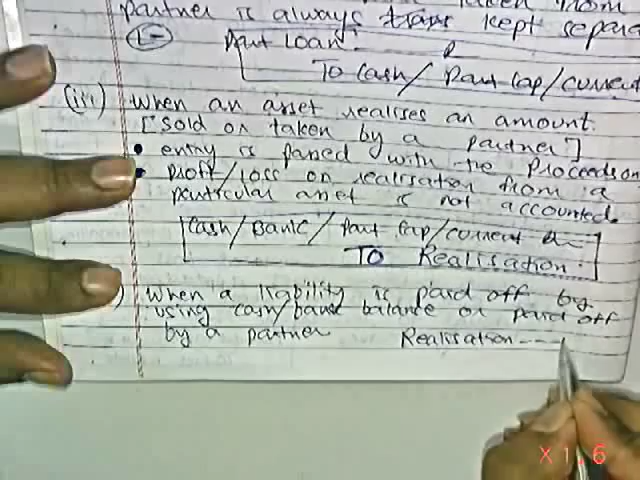 partner is always kept separ
L- Part Loan
To Cash/ Part Cap/current
(iii) When an asset realises an amount.
[Sold or taken by a partner]
• entry is passed with the proceeds on
• profit/loss on realisation from a
particular asset is not accounted.
Cash/Bank/Part Cap/current
To Realisation.
) When a liability is paid off by
using cash/bank balance or paid off
by a partner Realisation ----
X1.6